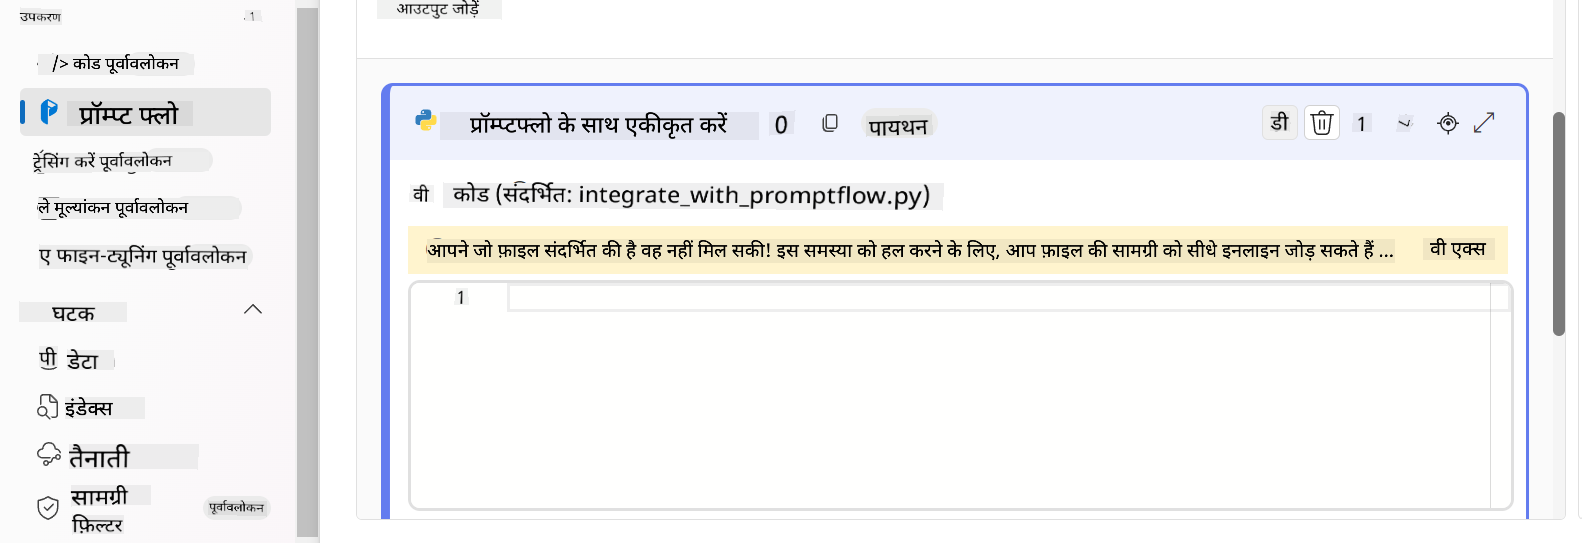 उपकरण
1
/> कोड पूर्वावलोकन
प्रॉम्प्ट फ्लो
ट्रेसिंग करें पूर्वावलोकन
ले मूल्यांकन पूर्वावलोकन
ए फाइन-ट्यूनिंग पूर्वावलोकन
घटक
पी डेटा
इंडेक्स
तैनाती
सामग्री
फ़िल्टर
पूर्वावलोकन
आउटपुट जोड़ें
प्रॉम्प्टफ्लो के साथ एकीकृत करें 0 पायथन डी 1
वी कोड (संदर्भित: integrate_with_promptflow.py)
आपने जो फ़ाइल संदर्भित की है वह नहीं मिल सकी! इस समस्या को हल करने के लिए, आप फ़ाइल की सामग्री को सीधे इनलाइन जोड़ सकते हैं ... वी एक्स
1